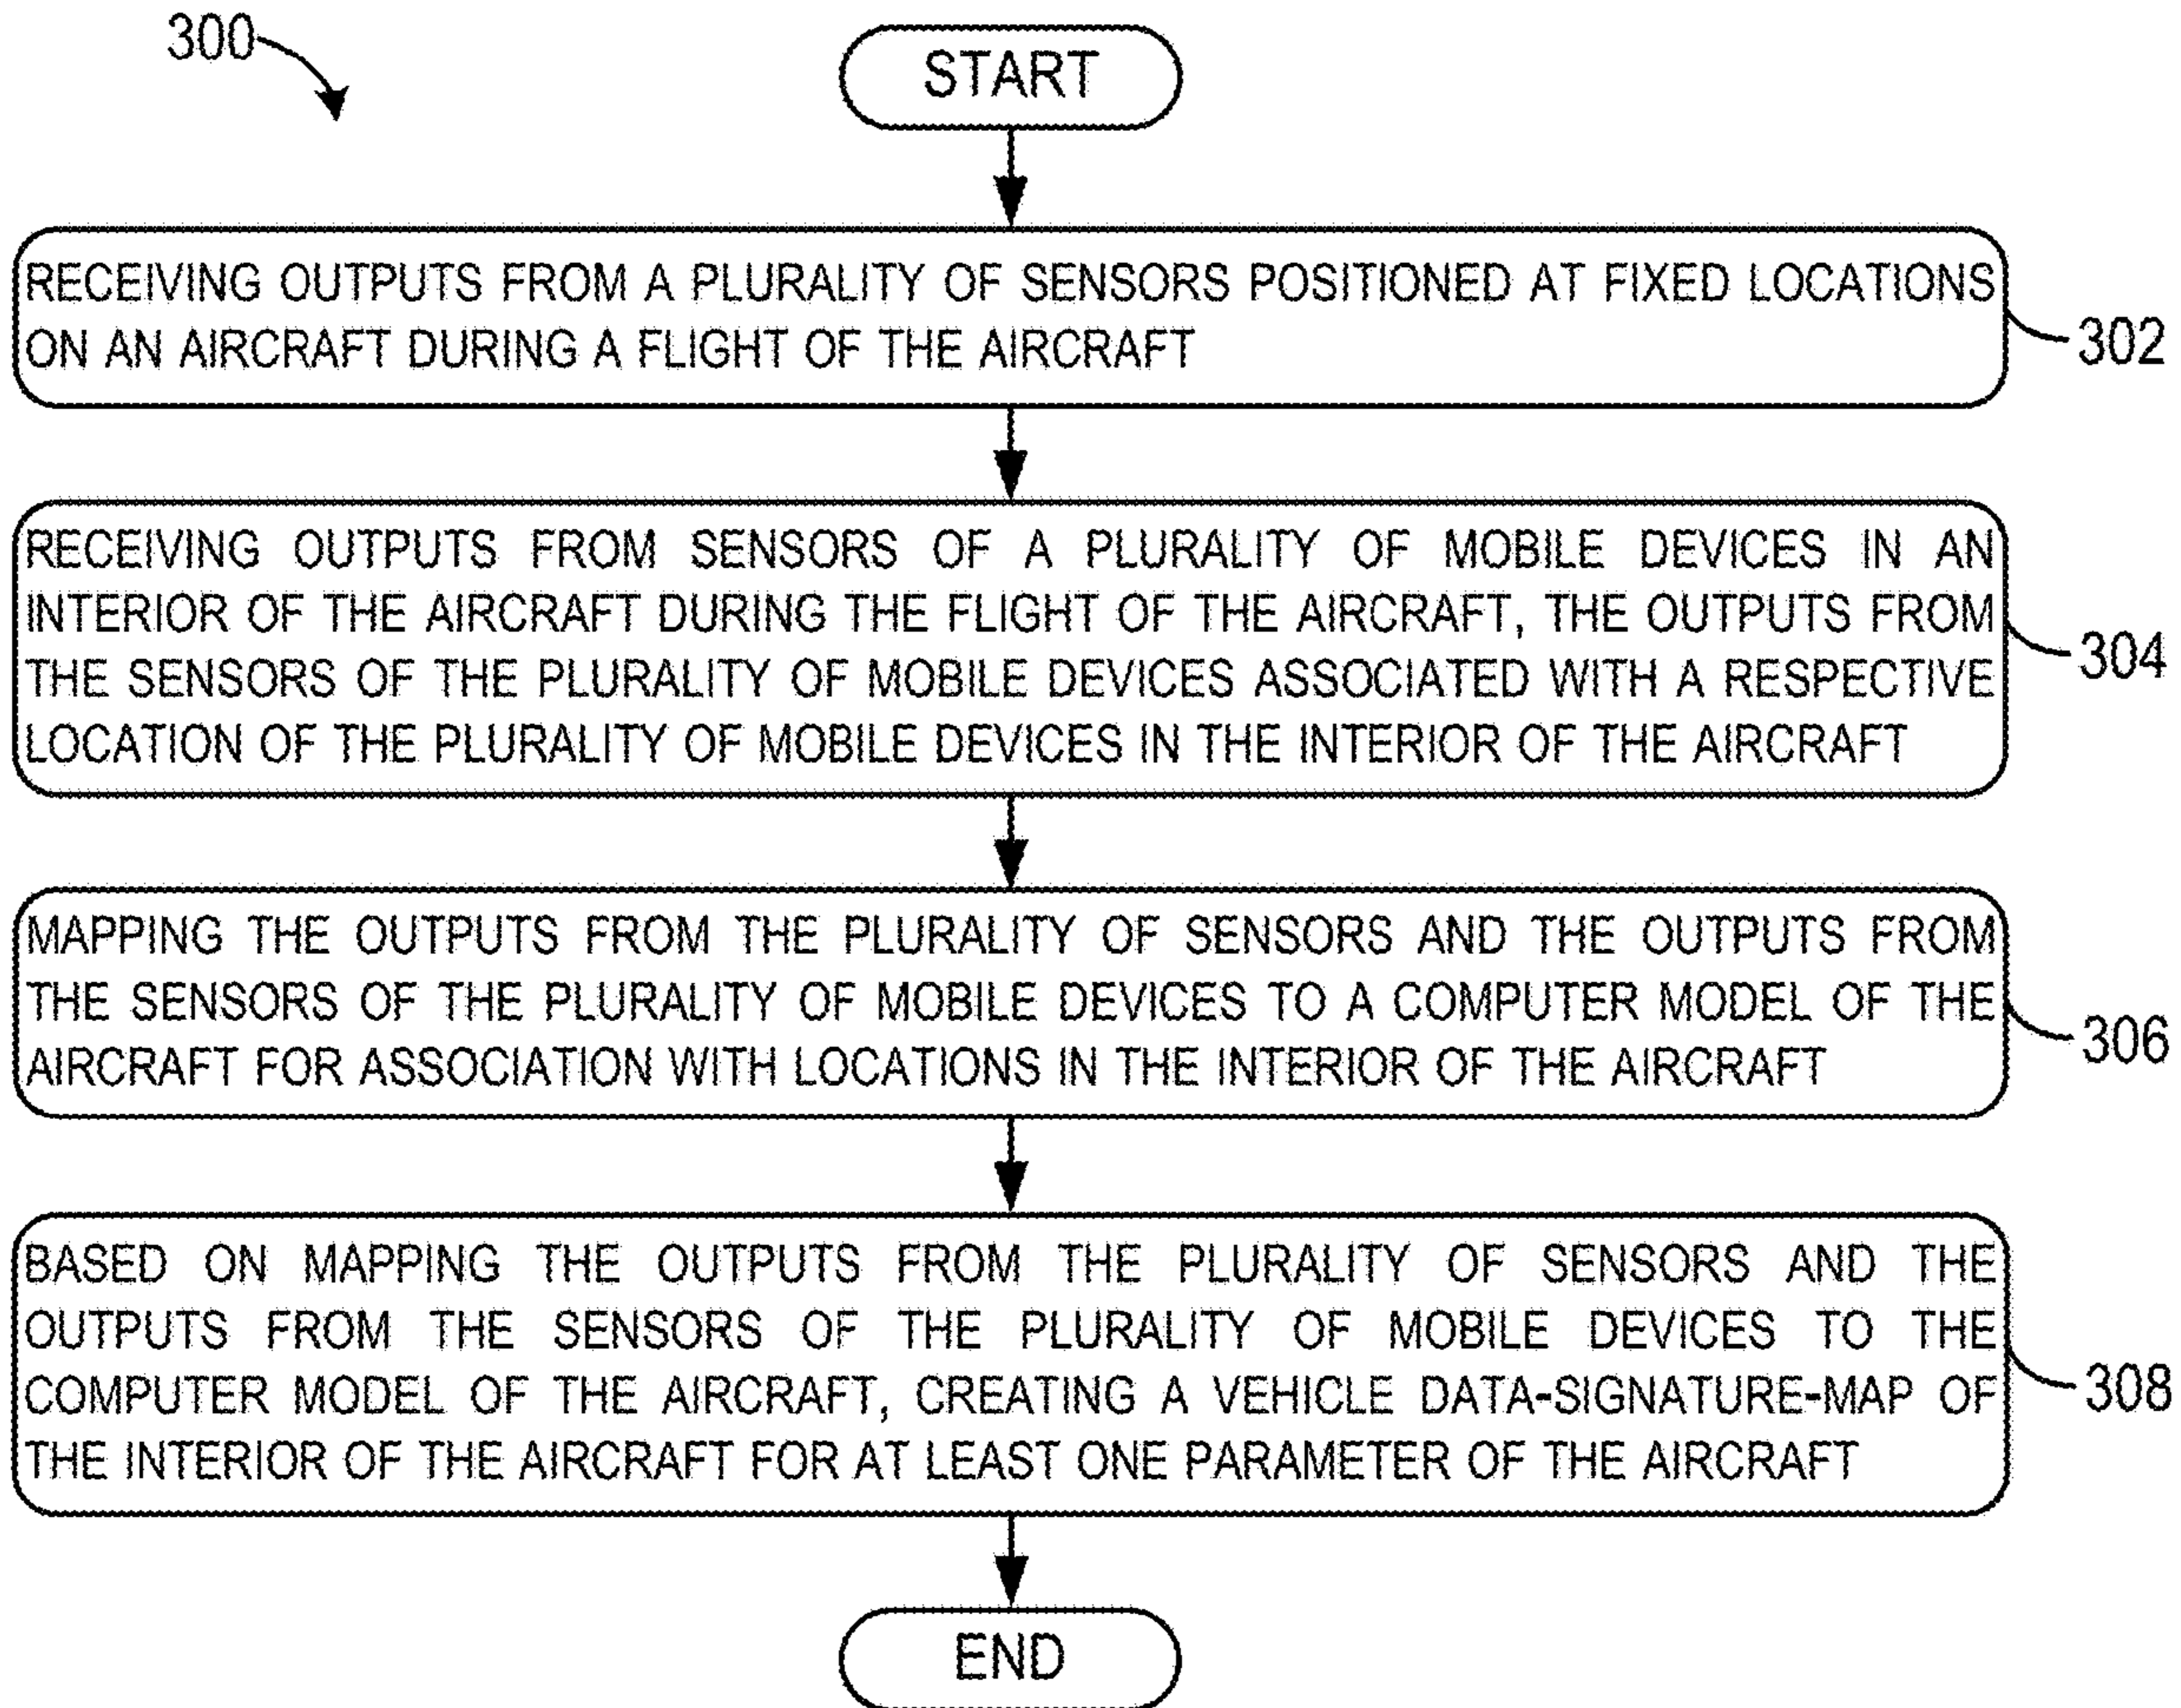 300
START
RECEIVING OUTPUTS FROM A PLURALITY OF SENSORS POSITIONED AT FIXED LOCATIONS
ON AN AIRCRAFT DURING A FLIGHT OF THE AIRCRAFT
302
RECEIVING OUTPUTS FROM SENSORS OF A PLURALITY OF MOBILE DEVICES IN AN
INTERIOR OF THE AIRCRAFT DURING THE FLIGHT OF THE AIRCRAFT, THE OUTPUTS FROM
THE SENSORS OF THE PLURALITY OF MOBILE DEVICES ASSOCIATED WITH A RESPECTIVE
LOCATION OF THE PLURALITY OF MOBILE DEVICES IN THE INTERIOR OF THE AIRCRAFT
304
MAPPING THE OUTPUTS FROM THE PLURALITY OF SENSORS AND THE OUTPUTS FROM
THE SENSORS OF THE PLURALITY OF MOBILE DEVICES TO A COMPUTER MODEL OF THE
AIRCRAFT FOR ASSOCIATION WITH LOCATIONS IN THE INTERIOR OF THE AIRCRAFT
306
BASED ON MAPPING THE OUTPUTS FROM THE PLURALITY OF SENSORS AND THE
OUTPUTS FROM THE SENSORS OF THE PLURALITY OF MOBILE DEVICES TO THE
COMPUTER MODEL OF THE AIRCRAFT, CREATING A VEHICLE DATA-SIGNATURE-MAP OF
THE INTERIOR OF THE AIRCRAFT FOR AT LEAST ONE PARAMETER OF THE AIRCRAFT
308
END